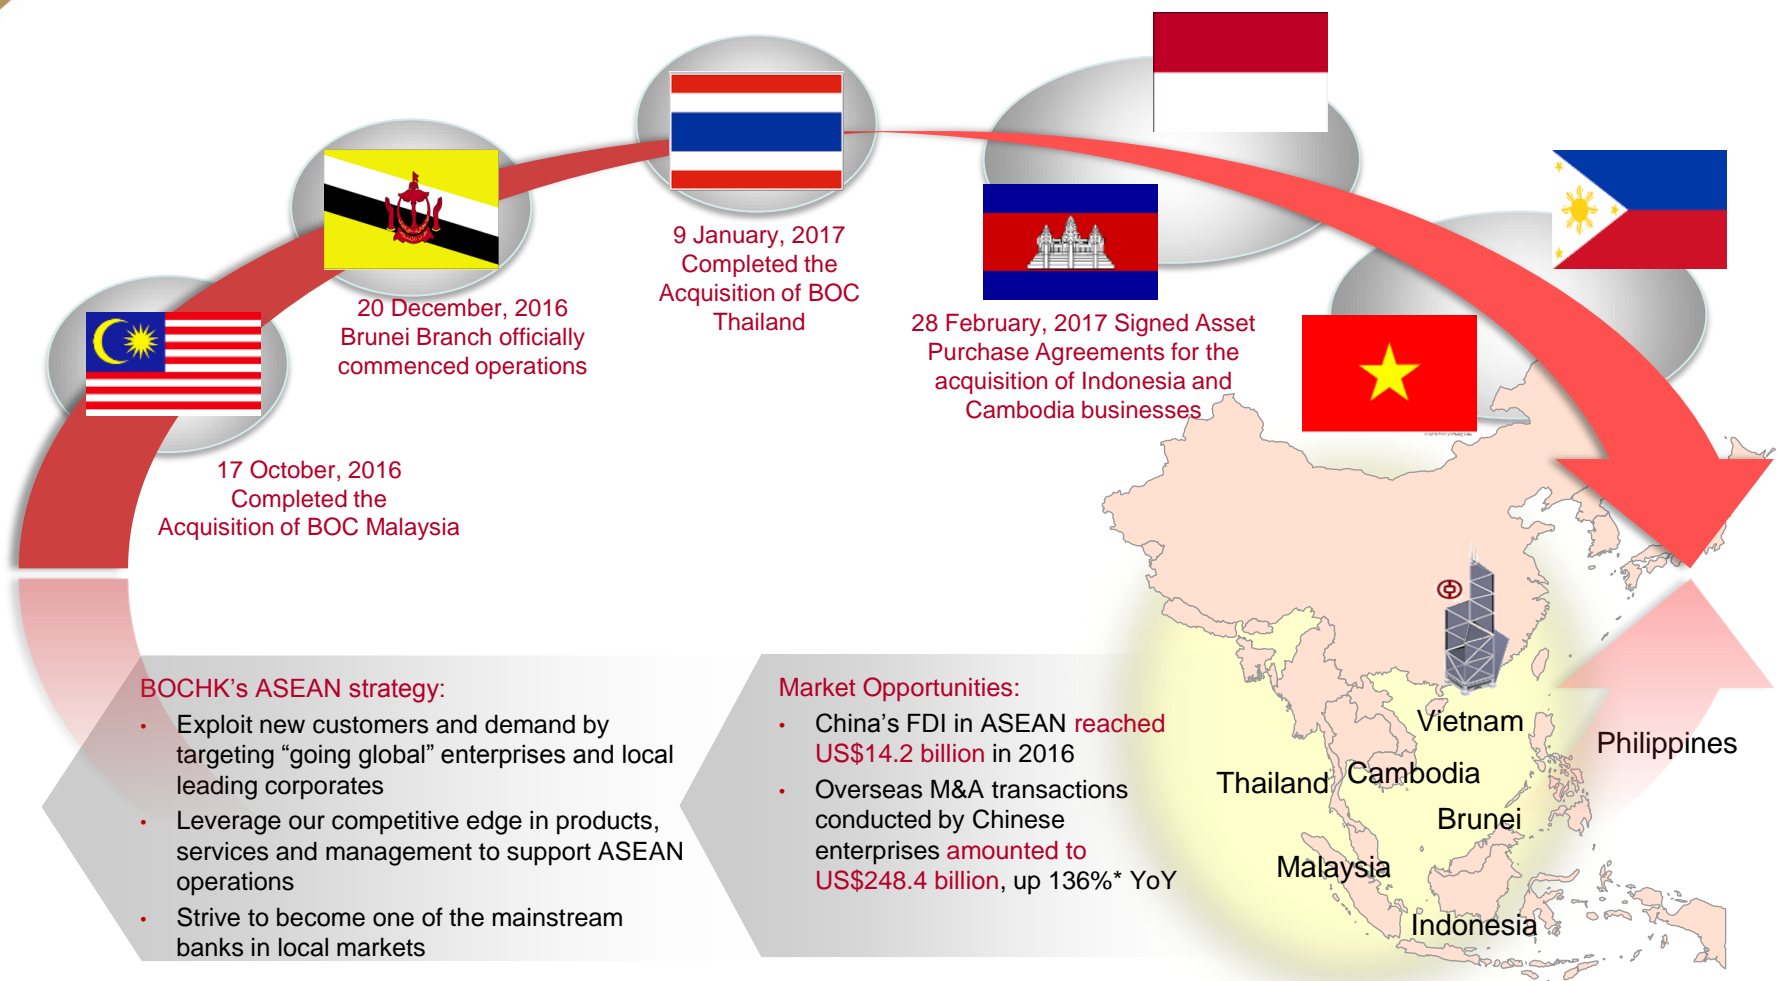 9 January, 2017
Completed the
Acquisition of BOC
Thailand
20 December, 2016
Brunei Branch officially
commenced operations
28 February, 2017 Signed Asset
Purchase Agreements for the
acquisition of Indonesia and
Cambodia businesses
17 October, 2016
Completed the
Acquisition of BOC Malaysia
BOCHK’s ASEAN strategy:
• Exploit new customers and demand by
targeting “going global” enterprises and local
leading corporates
• Leverage our competitive edge in products,
services and management to support ASEAN
operations
• Strive to become one of the mainstream
banks in local markets
Market Opportunities:
• China’s FDI in ASEAN reached
US$14.2 billion in 2016
• Overseas M&A transactions
conducted by Chinese
enterprises amounted to
US$248.4 billion, up 136%* YoY
Vietnam
Philippines
Thailand
Cambodia
Brunei
Malaysia
Indonesia